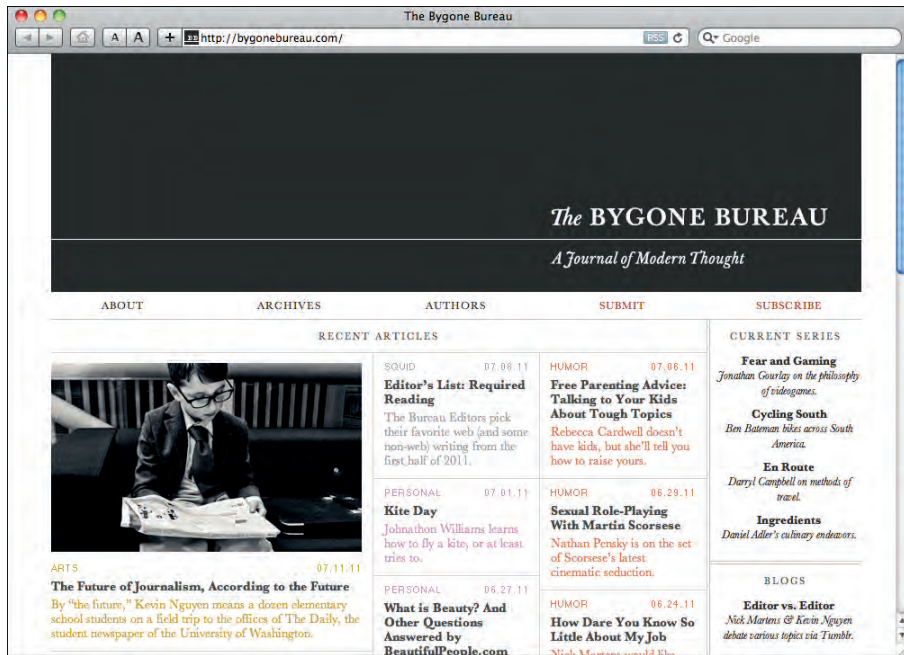 The Bygone Bureau
A A + http://bygonebureau.com/ RSS Google
The BYGONE BUREAU
A Journal of Modern Thought
ABOUT ARCHIVES AUTHORS SUBMIT SUBSCRIBE
RECENT ARTICLES
ARTS 07.11.11
The Future of Journalism, According to the Future
By “the future,” Kevin Nguyen means a dozen elementary
school students on a field trip to the offices of The Daily, the
student newspaper of the University of Washington.
SQUID 07.08.11
Editor’s List: Required
Reading
The Bureau Editors pick
their favorite web (and some
non-web) writing from the
first half of 2011.
PERSONAL 07.01.11
Kite Day
Johnathon Williams learns
how to fly a kite, or at least
tries to.
PERSONAL 06.27.11
What is Beauty? And
Other Questions
Answered by
BeautifulPeople.com
HUMOR 07.06.11
Free Parenting Advice:
Talking to Your Kids
About Tough Topics
Rebecca Cardwell doesn’t
have kids, but she’ll tell you
how to raise yours.
HUMOR 06.29.11
Sexual Role-Playing
With Martin Scorsese
Nathan Pensky is on the set
of Scorsese’s latest
cinematic seduction.
HUMOR 06.24.11
How Dare You Know So
Little About My Job
Nick Martens would like
CURRENT SERIES
Fear and Gaming
Jonathan Gourlay on the philosophy
of videogames.
Cycling South
Ben Bateman bikes across South
America.
En Route
Darryl Campbell on methods of
travel.
Ingredients
Daniel Adler’s culinary endeavors.
BLOGS
Editor vs. Editor
Nick Martens & Kevin Nguyen
debate various topics via Tumblr.